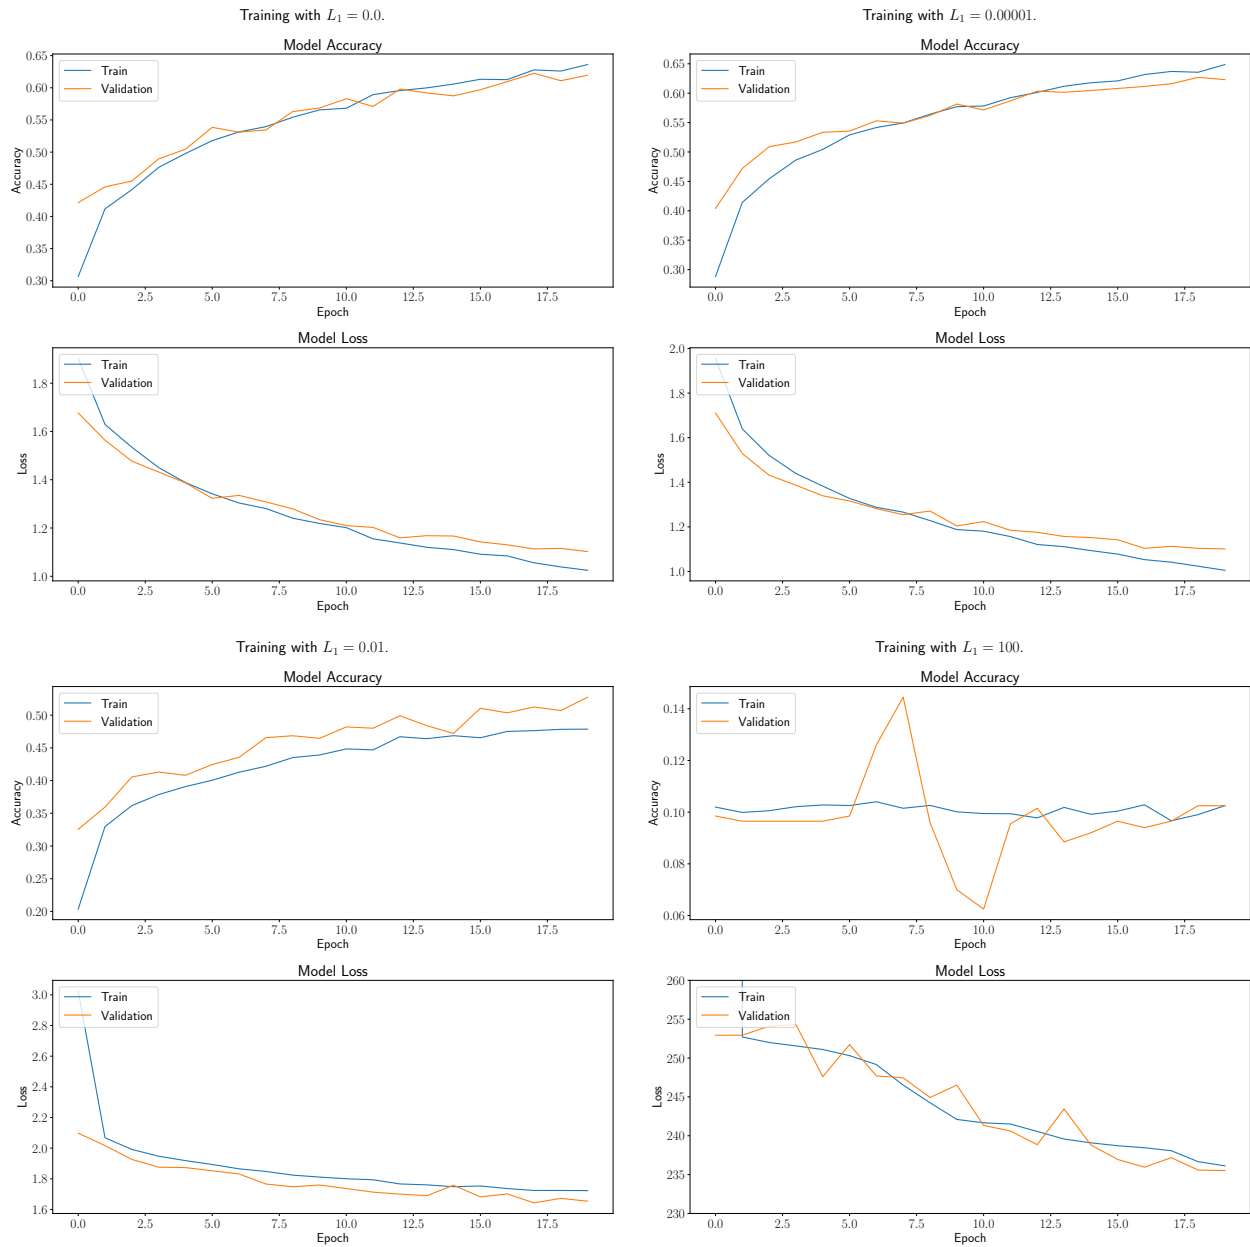 Training with L₁ = 0.0.
Model Accuracy
0.65
0.60
0.55
0.50
0.45
0.40
0.35
0.30
Accuracy
Train
Validation
0.0 2.5 5.0 7.5 10.0 12.5 15.0 17.5
Epoch
Model Loss
1.8
1.6
1.4
1.2
1.0
Loss
Train
Validation
0.0 2.5 5.0 7.5 10.0 12.5 15.0 17.5
Epoch
Training with L₁ = 0.00001.
Model Accuracy
0.65
0.60
0.55
0.50
0.45
0.40
0.35
0.30
Accuracy
Train
Validation
0.0 2.5 5.0 7.5 10.0 12.5 15.0 17.5
Epoch
Model Loss
2.0
1.8
1.6
1.4
1.2
1.0
Loss
Train
Validation
0.0 2.5 5.0 7.5 10.0 12.5 15.0 17.5
Epoch
Training with L₁ = 0.01.
Model Accuracy
0.50
0.45
0.40
0.35
0.30
0.25
0.20
Accuracy
Train
Validation
0.0 2.5 5.0 7.5 10.0 12.5 15.0 17.5
Epoch
Model Loss
3.0
2.8
2.6
2.4
2.2
2.0
1.8
1.6
Loss
Train
Validation
0.0 2.5 5.0 7.5 10.0 12.5 15.0 17.5
Epoch
Training with L₁ = 100.
Model Accuracy
0.14
0.12
0.10
0.08
0.06
Accuracy
Train
Validation
0.0 2.5 5.0 7.5 10.0 12.5 15.0 17.5
Epoch
Model Loss
260
255
250
245
240
235
230
Loss
Train
Validation
0.0 2.5 5.0 7.5 10.0 12.5 15.0 17.5
Epoch